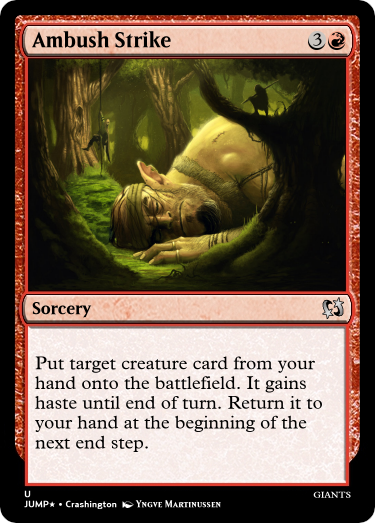 Ambush Strike 3
Sorcery
Put target creature card from your
hand onto the battlefield. It gains
haste until end of turn. Return it to
your hand at the beginning of the
next end step.
U
JUMP★ • Crashington Yngve Martinussen
GIANTS